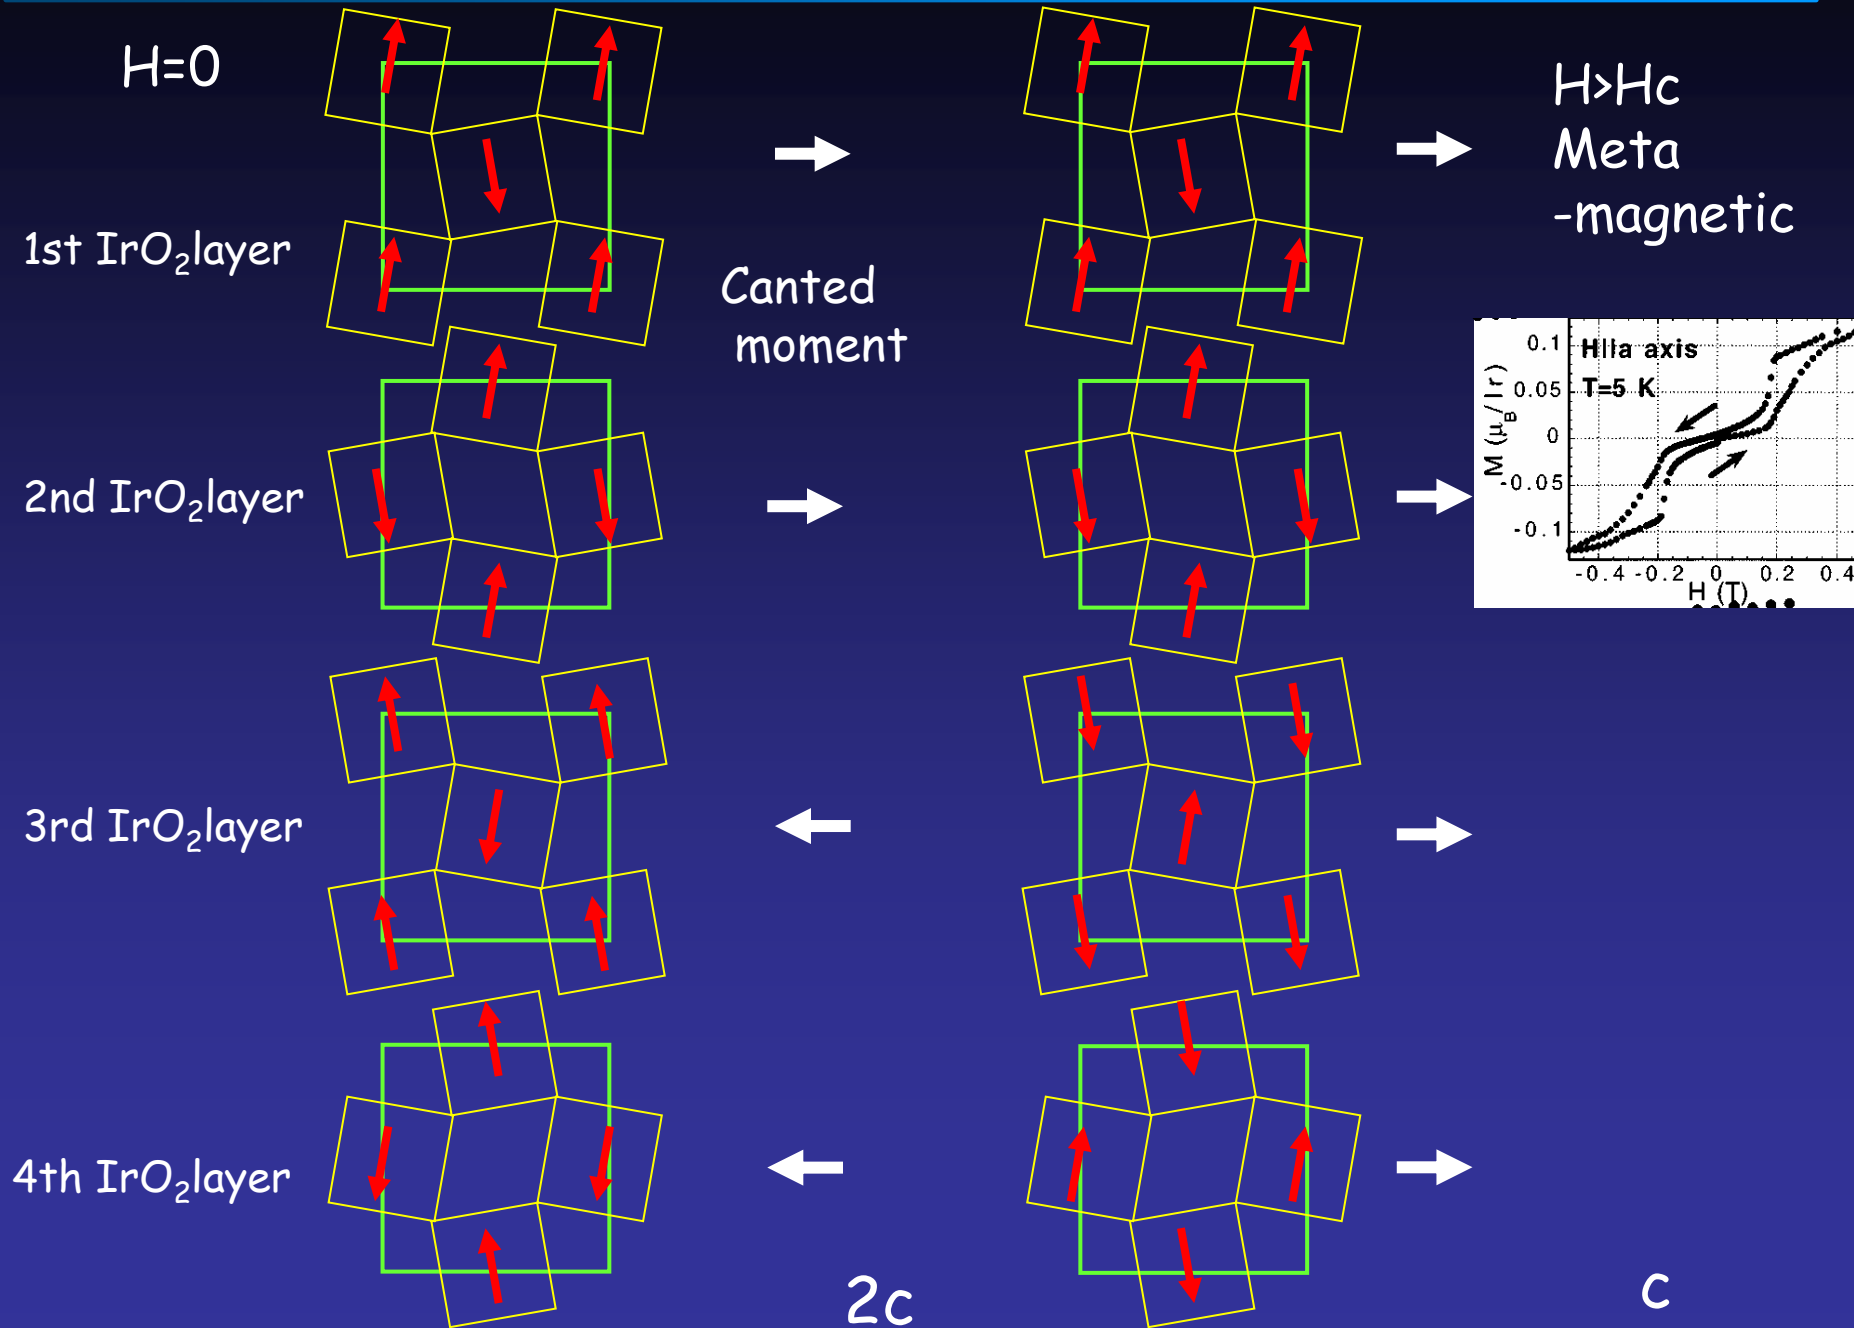 H=0
H>Hc
Meta
-magnetic
1st IrO₂layer
Canted
moment
2nd IrO₂layer
0.1
H||a axis
T=5 K
0.05
0
-0.05
-0.1
M (μB/Ir)
-0.4 -0.2 0 0.2 0.4
H (T)
3rd IrO₂layer
4th IrO₂layer
2c
c